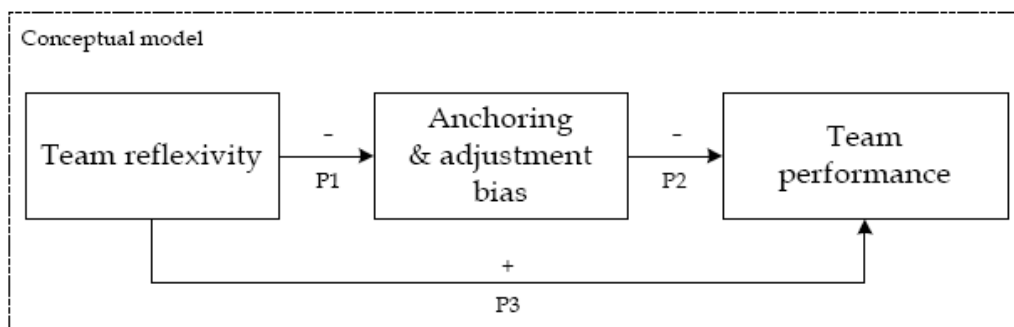 Conceptual model
Team reflexivity
-
P1
Anchoring
& adjustment
bias
-
P2
Team
performance
+
P3